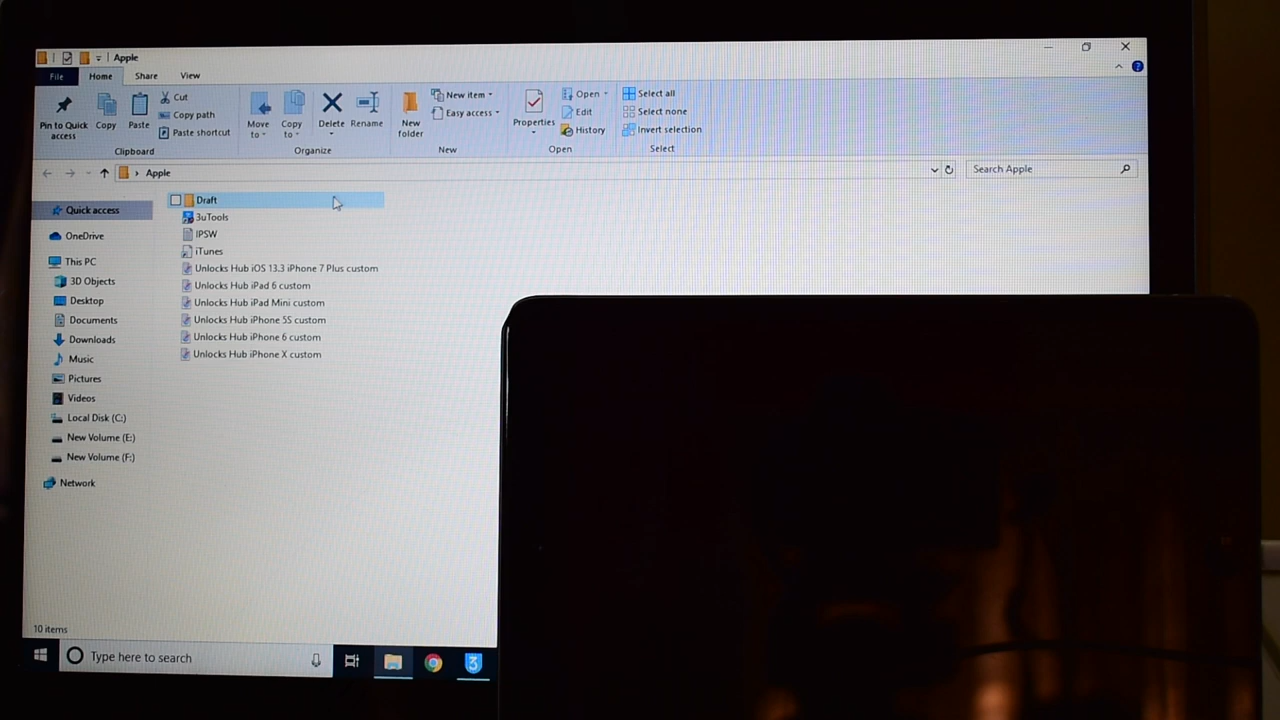 Apple
File Home Share View
Pin to Quick access
Copy
Paste
Cut
Copy path
Paste shortcut
Clipboard
Move to
Copy to
Delete
Rename
Organize
New folder
New item
Easy access
New
Properties
Open
Edit
History
Open
Select all
Select none
Invert selection
Select
Apple
Search Apple
Quick access
OneDrive
This PC
3D Objects
Desktop
Documents
Downloads
Music
Pictures
Videos
Local Disk (C:)
New Volume (E:)
New Volume (F:)
Network
Draft
3uTools
IPSW
iTunes
Unlocks Hub iOS 13.3 iPhone 7 Plus custom
Unlocks Hub iPad 6 custom
Unlocks Hub iPad Mini custom
Unlocks Hub iPhone 5S custom
Unlocks Hub iPhone 6 custom
Unlocks Hub iPhone X custom
10 items
Type here to search
3